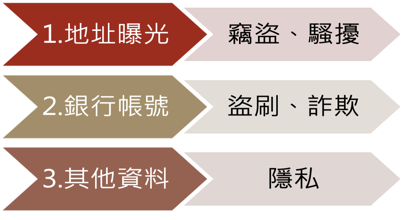 1.地址曝光
竊盜、騷擾
2.銀行帳號
盜刷、詐欺
3.其他資料
隱私